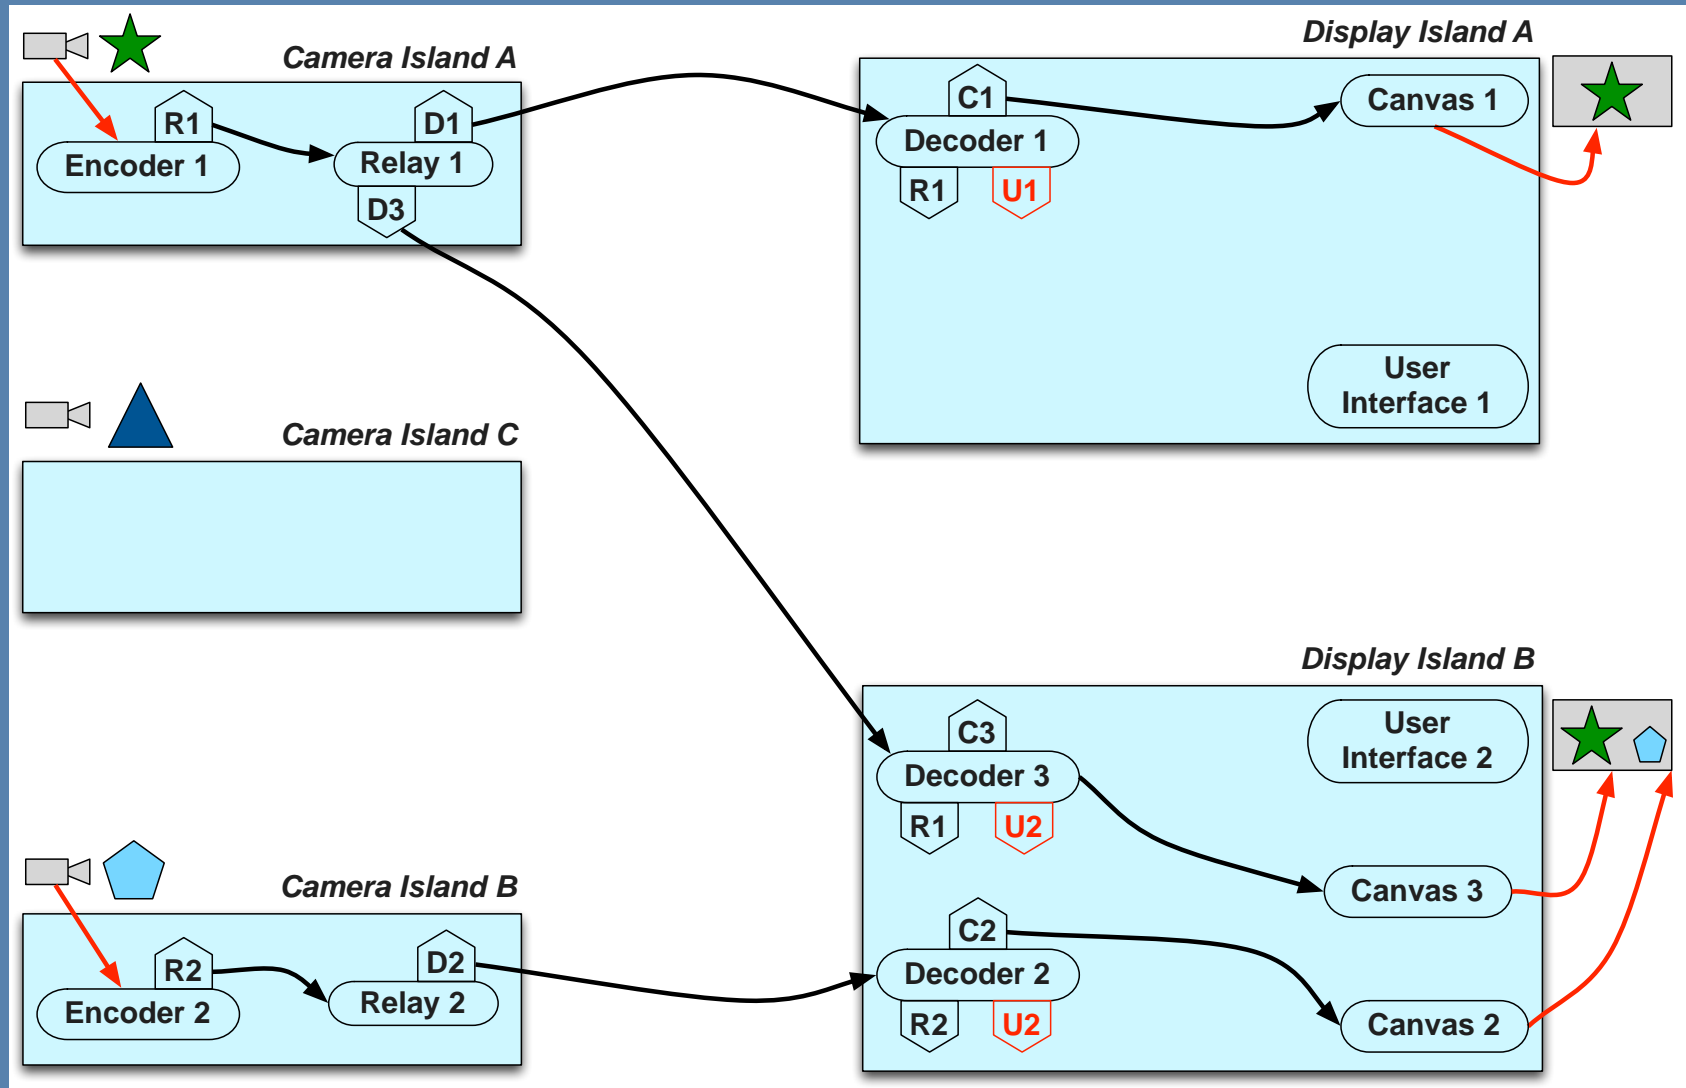 Camera Island A
R1
D1
Encoder 1
Relay 1
D3
Display Island A
C1
Canvas 1
Decoder 1
R1
U1
User
Interface 1
Camera Island C
Display Island B
C3
User
Interface 2
Decoder 3
R1
U2
Canvas 3
C2
Decoder 2
R2
U2
Canvas 2
Camera Island B
R2
D2
Encoder 2
Relay 2